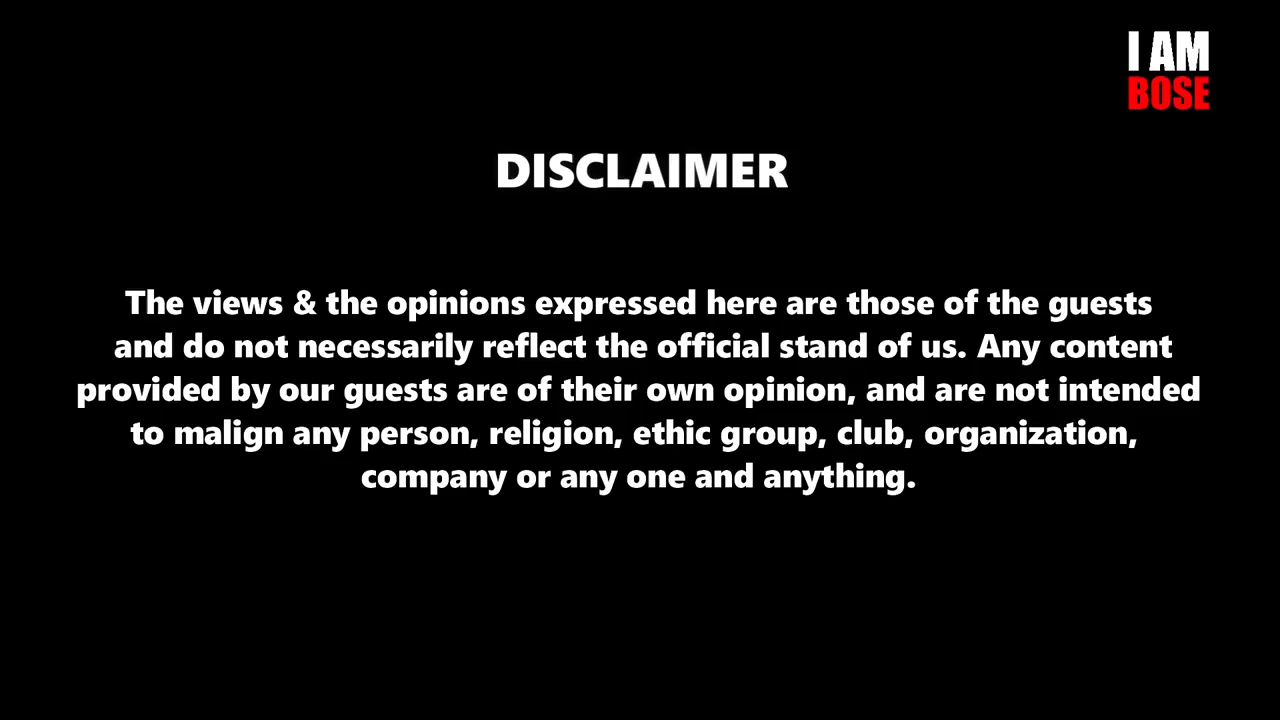 I AM
BOSE
DISCLAIMER
The views & the opinions expressed here are those of the guests
and do not necessarily reflect the official stand of us. Any content
provided by our guests are of their own opinion, and are not intended
to malign any person, religion, ethic group, club, organization,
company or any one and anything.